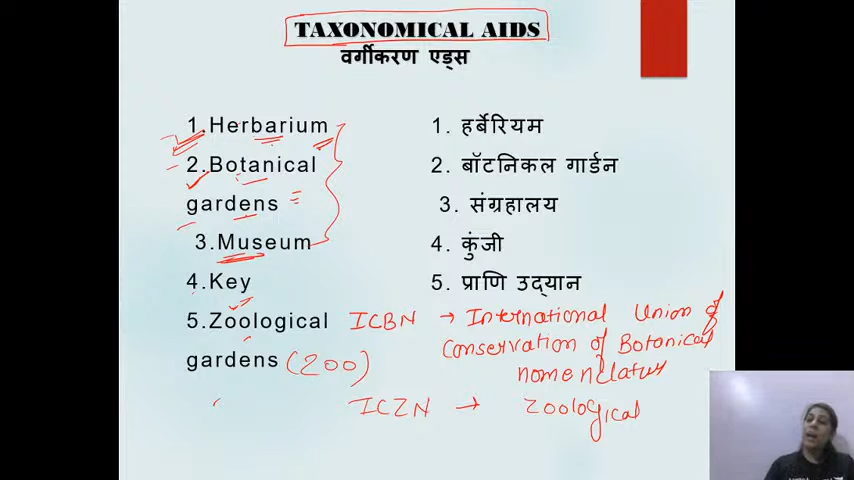 TAXONOMICAL AIDS
वर्गीकरण एड्स
1.Herbarium
2.Botanical
gardens
3.Museum
4.Key
5.Zoological
gardens (zoo)
1. हर्बेरियम
2. बॉटनिकल गार्डन
3. संग्रहालय
4. कुंजी
5. प्राणि उद्यान
ICBN → International Union of
Conservation of Botanical
nomenclature
ICZN → Zoological